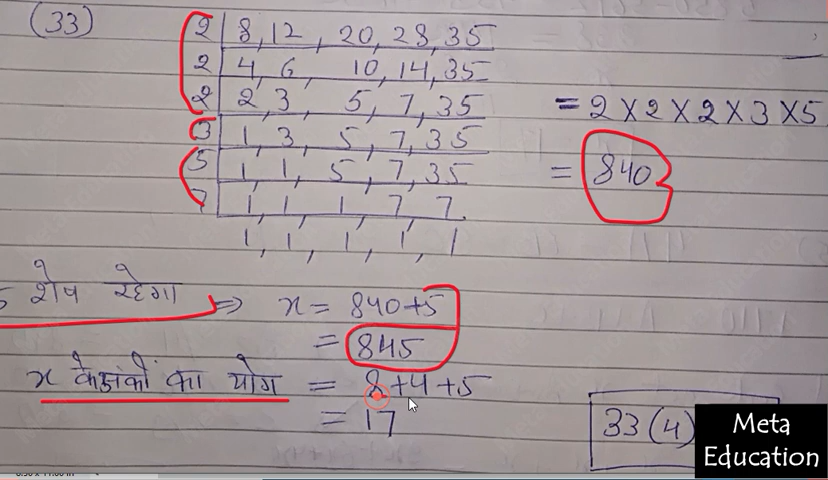 (33)
2 | 8, 12, 20, 28, 35
2 | 4, 6, 10, 14, 35
2 | 2, 3, 5, 7, 35
3 | 1, 3, 5, 7, 35
5 | 1, 1, 5, 7, 35
7 | 1, 1, 1, 7, 7
1, 1, 1, 1, 1
= 2 × 2 × 2 × 3 × 5
= 840
5 शेष रहेगा ⇒ x = 840+5
= 845
x के अंकों का योग = 8+4+5
= 17
33 (4)
Meta
Education